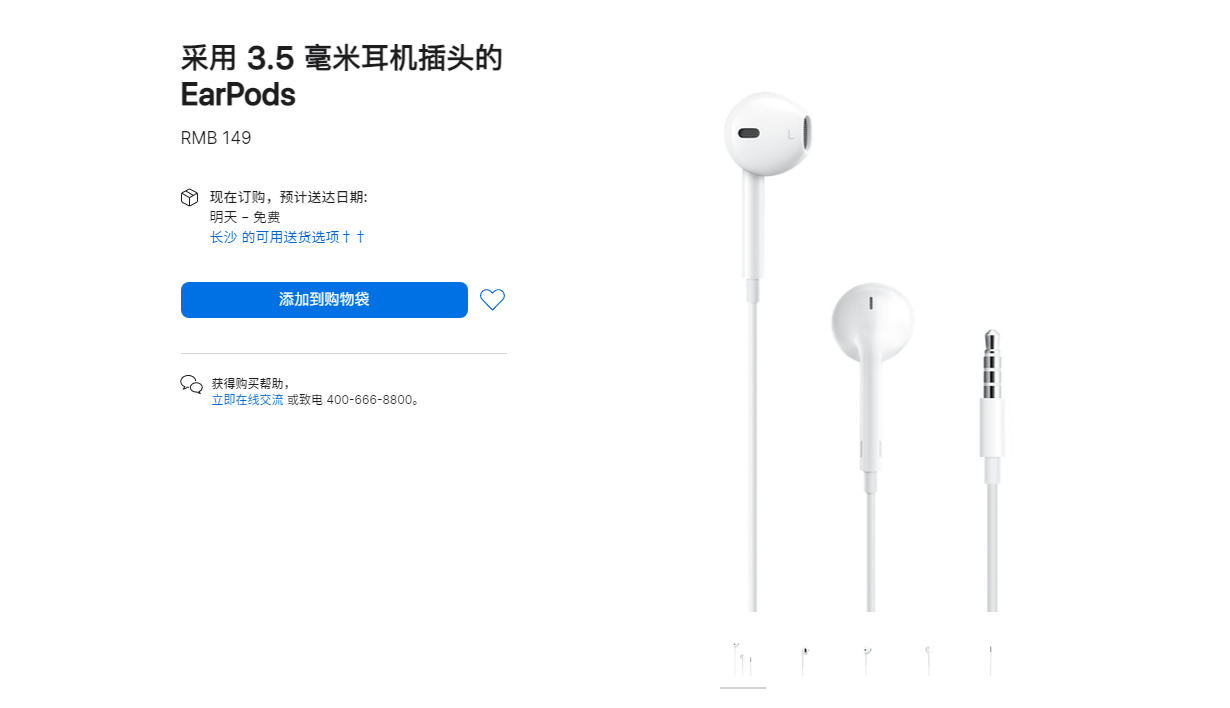 采用 3.5 毫米耳机插头的
EarPods
RMB 149
现在订购，预计送达日期:
明天 – 免费
长沙 的可用送货选项††
添加到购物袋
获得购买帮助，
立即在线交流 或致电 400-666-8800。
L